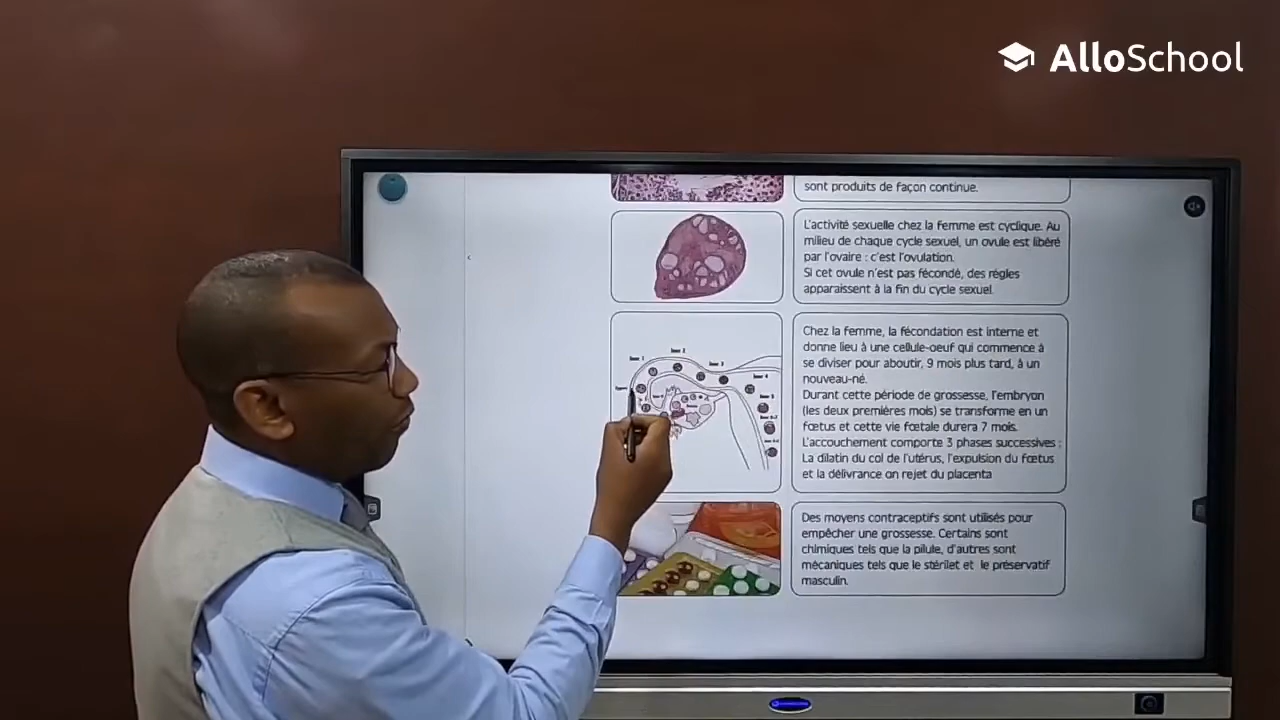 AlloSchool
sont produits de façon continue.
L'activité sexuelle chez la femme est cyclique. Au
milieu de chaque cycle sexuel, un ovule est libéré
par l'ovaire : c'est l'ovulation.
Si cet ovule n'est pas fécondé, des règles
apparaissent à la fin du cycle sexuel.
Chez la femme, la fécondation est interne et
donne lieu à une cellule-oeuf qui commence à
se diviser pour aboutir, 9 mois plus tard, à un
nouveau-né.
Durant cette période de grossesse, l'embryon
(les deux premières mois) se transforme en un
fœtus et cette vie fœtale durera 7 mois.
L'accouchement comporte 3 phases successives :
La dilatin du col de l'utérus, l'expulsion du fœtus
et la délivrance on rejet du placenta
Des moyens contraceptifs sont utilisés pour
empêcher une grossesse. Certains sont
chimiques tels que la pilule, d'autres sont
mécaniques tels que le stérilet et le préservatif
masculin.